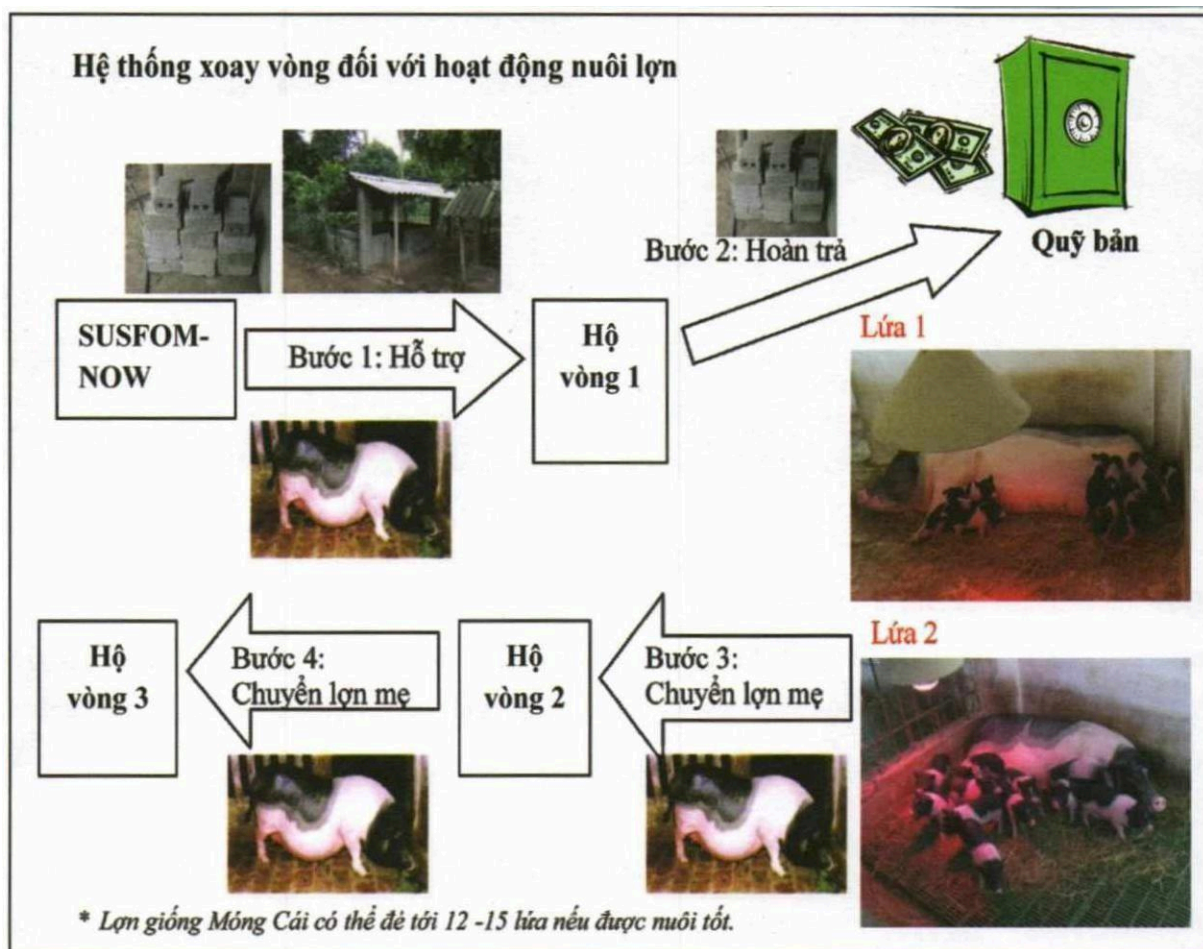 Hệ thống xoay vòng đối với hoạt động nuôi lợn
Bước 2: Hoàn trả
Quỹ bản
SUSFOM-
NOW
Bước 1: Hỗ trợ
Hộ
vòng 1
Lứa 1
Lứa 2
Hộ
vòng 3
Bước 4:
Chuyển lợn mẹ
Hộ
vòng 2
Bước 3:
Chuyển lợn mẹ
* Lợn giống Móng Cái có thể đẻ tới 12 -15 lứa nếu được nuôi tốt.